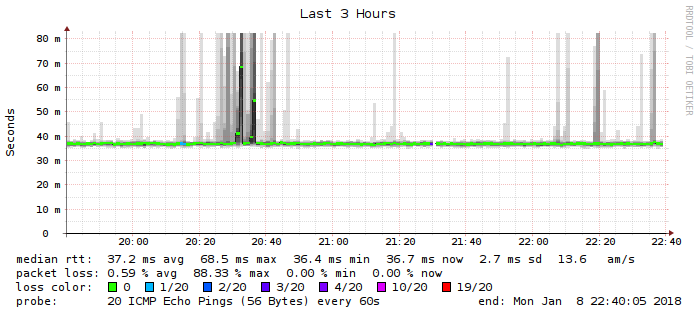 Last 3 Hours
RRDTOOL / TOBI OETIKER
Seconds
80 m
70 m
60 m
50 m
40 m
30 m
20 m
10 m
0
20:00 20:20 20:40 21:00 21:20 21:40 22:00 22:20 22:40
median rtt: 37.2 ms avg 68.5 ms max 36.4 ms min 36.7 ms now 2.7 ms sd 13.6 am/s
packet loss: 0.59 % avg 88.33 % max 0.00 % min 0.00 % now
loss color: 0 1/20 2/20 3/20 4/20 10/20 19/20
probe: 20 ICMP Echo Pings (56 Bytes) every 60s end: Mon Jan 8 22:40:05 2018